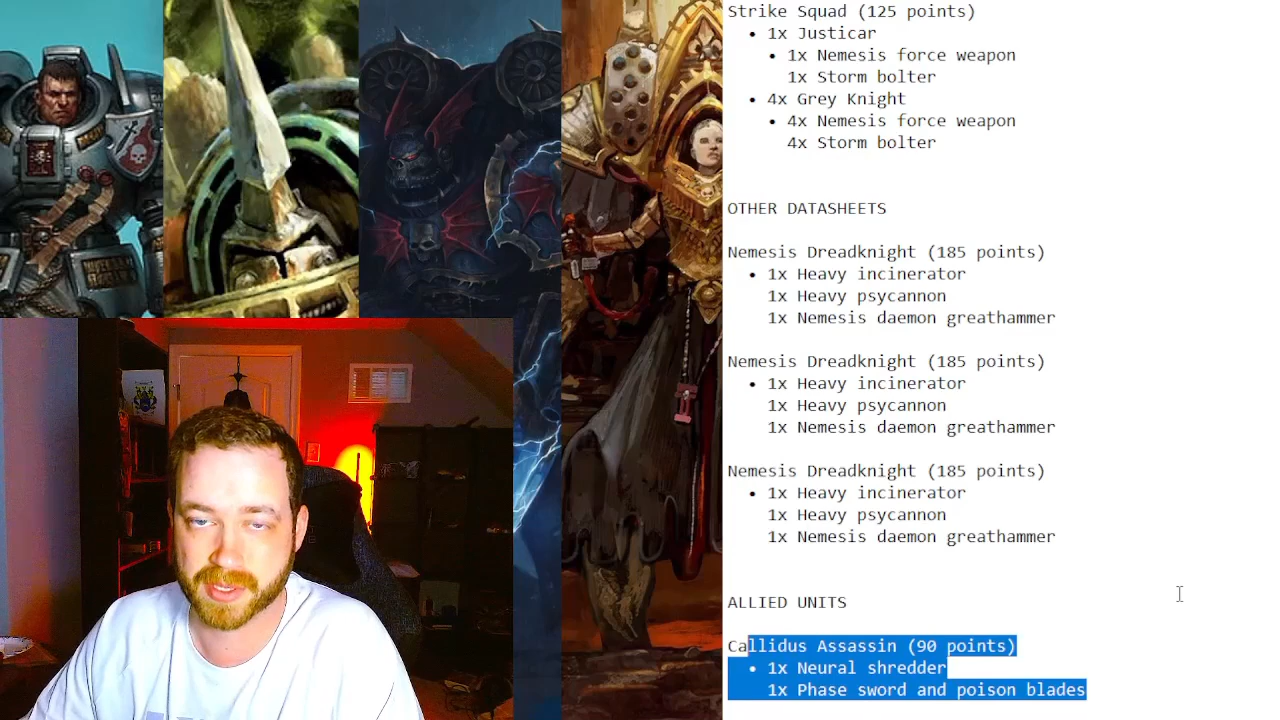 Strike Squad (125 points)
• 1x Justicar
• 1x Nemesis force weapon
1x Storm bolter
• 4x Grey Knight
• 4x Nemesis force weapon
4x Storm bolter
OTHER DATASHEETS
Nemesis Dreadknight (185 points)
• 1x Heavy incinerator
1x Heavy psycannon
1x Nemesis daemon greathammer
Nemesis Dreadknight (185 points)
• 1x Heavy incinerator
1x Heavy psycannon
1x Nemesis daemon greathammer
Nemesis Dreadknight (185 points)
• 1x Heavy incinerator
1x Heavy psycannon
1x Nemesis daemon greathammer
ALLIED UNITS
Callidus Assassin (90 points)
• 1x Neural shredder
1x Phase sword and poison blades